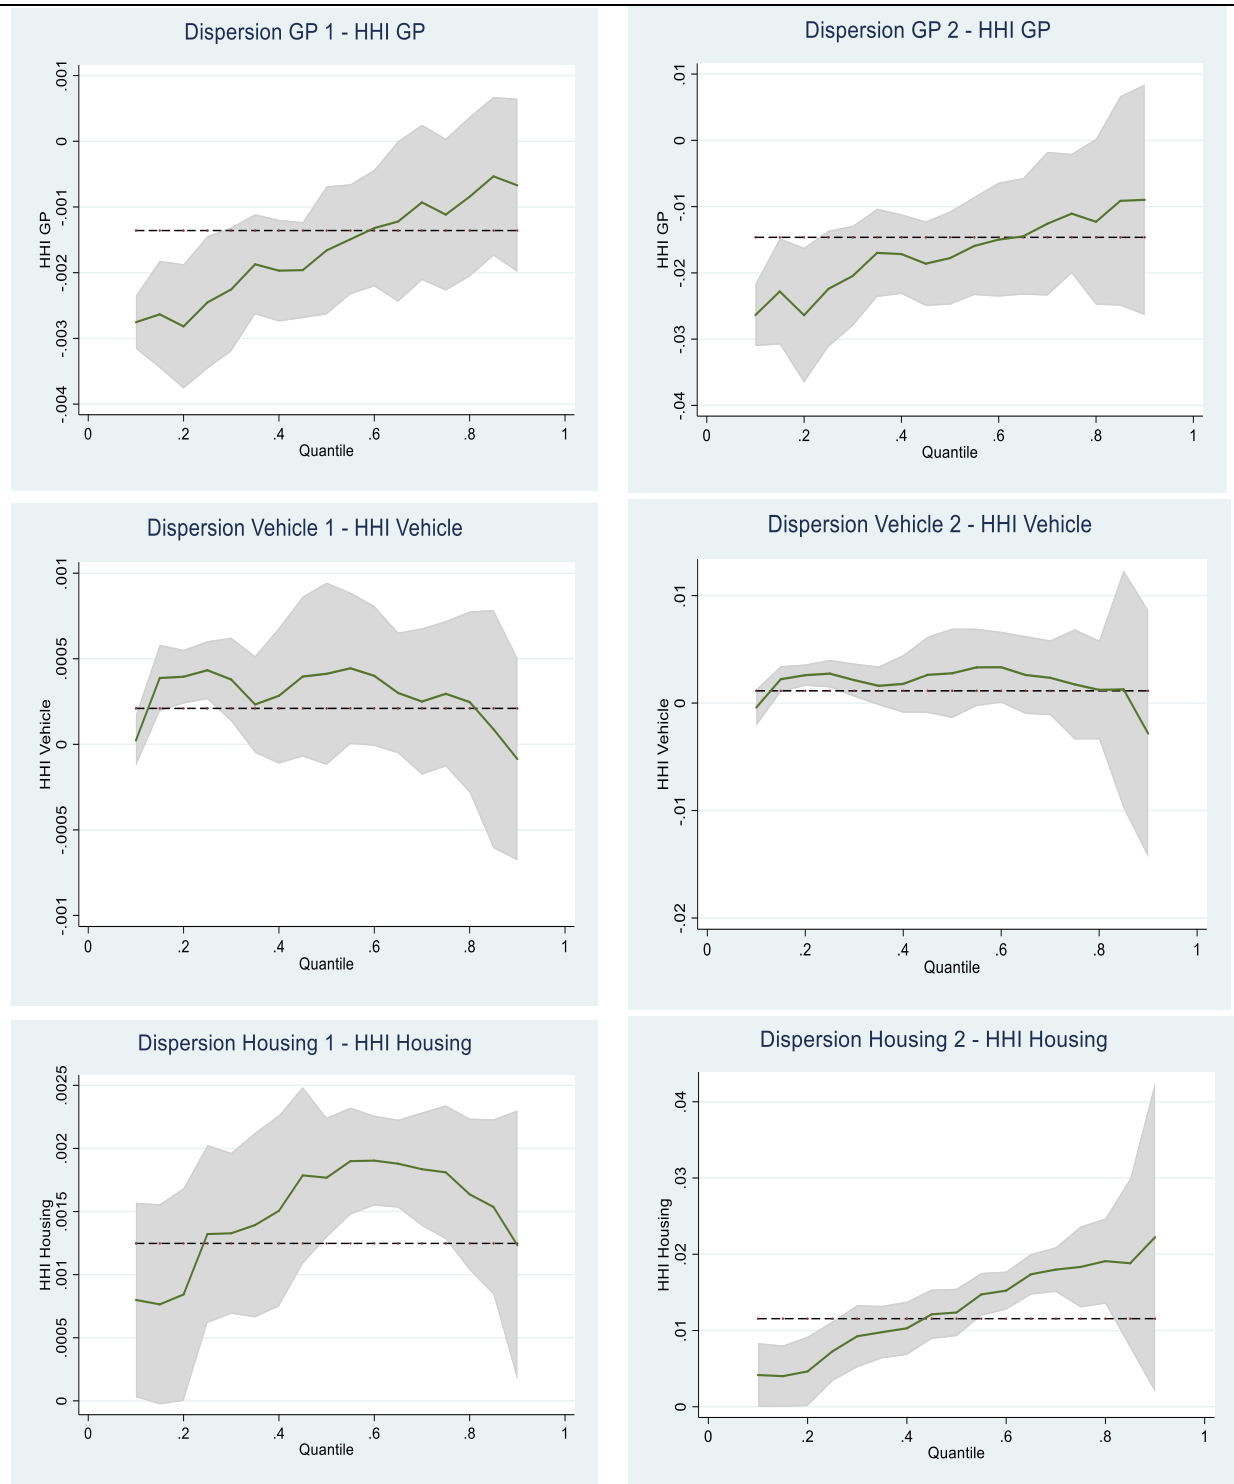 Dispersion GP 1 - HHI GP
HHI GP
.001
0
-.001
-.002
-.003
-.004
0 .2 .4 .6 .8 1
Quantile
Dispersion GP 2 - HHI GP
HHI GP
.01
0
-.01
-.02
-.03
-.04
0 .2 .4 .6 .8 1
Quantile
Dispersion Vehicle 1 - HHI Vehicle
HHI Vehicle
.001
.0005
0
-.0005
-.001
0 .2 .4 .6 .8 1
Quantile
Dispersion Vehicle 2 - HHI Vehicle
HHI Vehicle
.01
0
-.01
-.02
0 .2 .4 .6 .8 1
Quantile
Dispersion Housing 1 - HHI Housing
HHI Housing
.0025
.002
.0015
.001
.0005
0
0 .2 .4 .6 .8 1
Quantile
Dispersion Housing 2 - HHI Housing
HHI Housing
.04
.03
.02
.01
0
0 .2 .4 .6 .8 1
Quantile